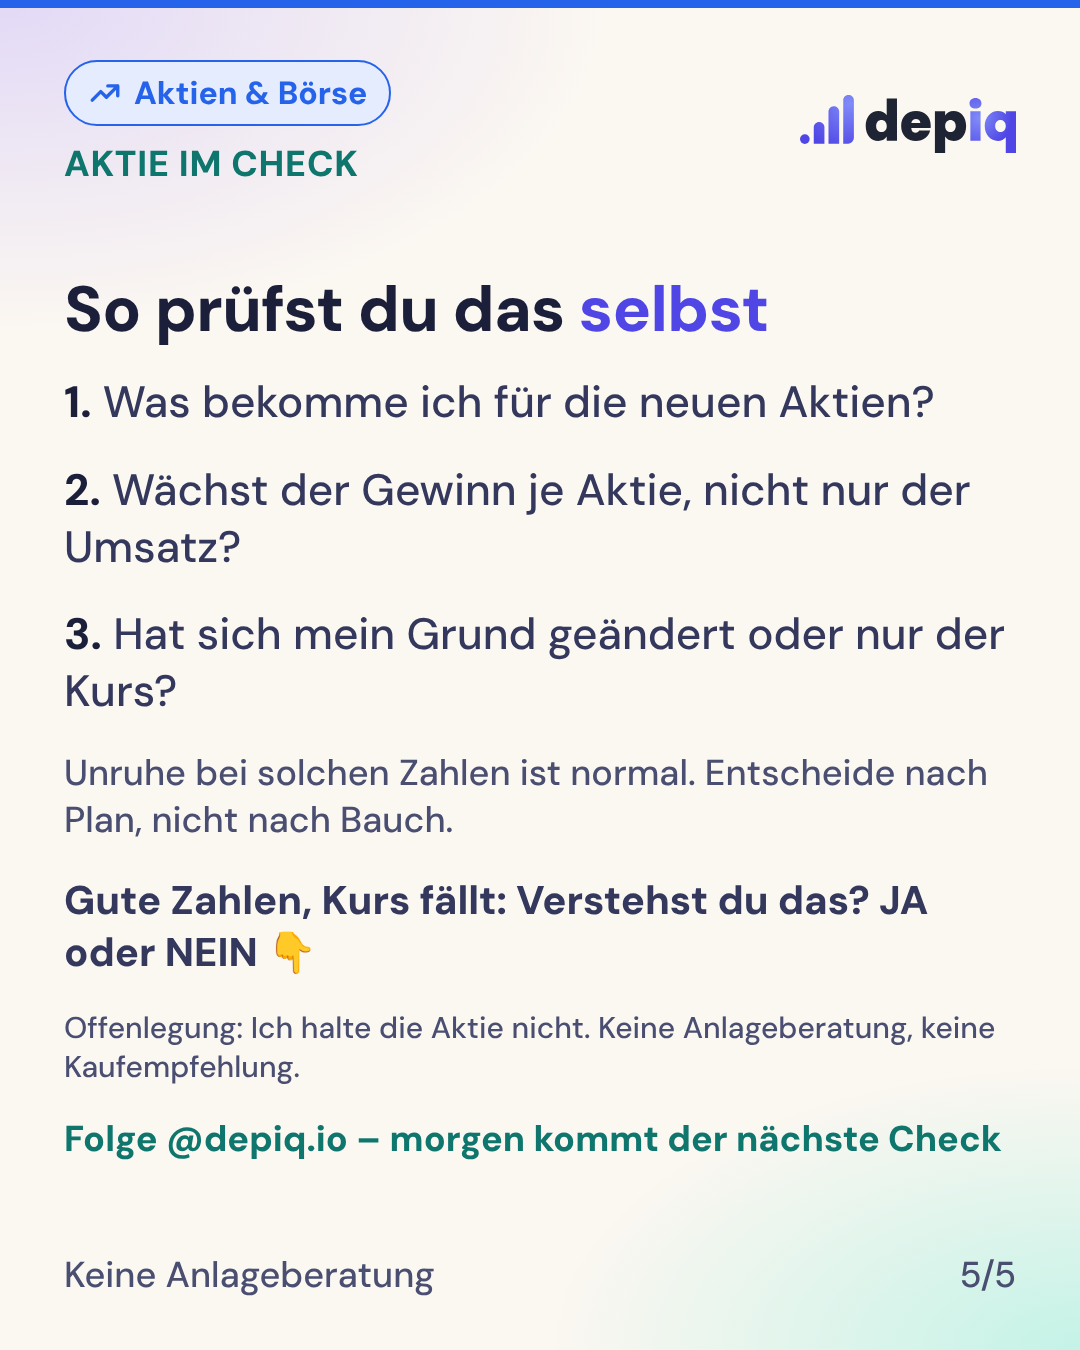 Aktien & Börse
depiq
AKTIE IM CHECK
So prüfst du das selbst
1. Was bekomme ich für die neuen Aktien?
2. Wächst der Gewinn je Aktie, nicht nur der
Umsatz?
3. Hat sich mein Grund geändert oder nur der
Kurs?
Unruhe bei solchen Zahlen ist normal. Entscheide nach
Plan, nicht nach Bauch.
Gute Zahlen, Kurs fällt: Verstehst du das? JA
oder NEIN 👇
Offenlegung: Ich halte die Aktie nicht. Keine Anlageberatung, keine
Kaufempfehlung.
Folge @depiq.io – morgen kommt der nächste Check
Keine Anlageberatung
5/5